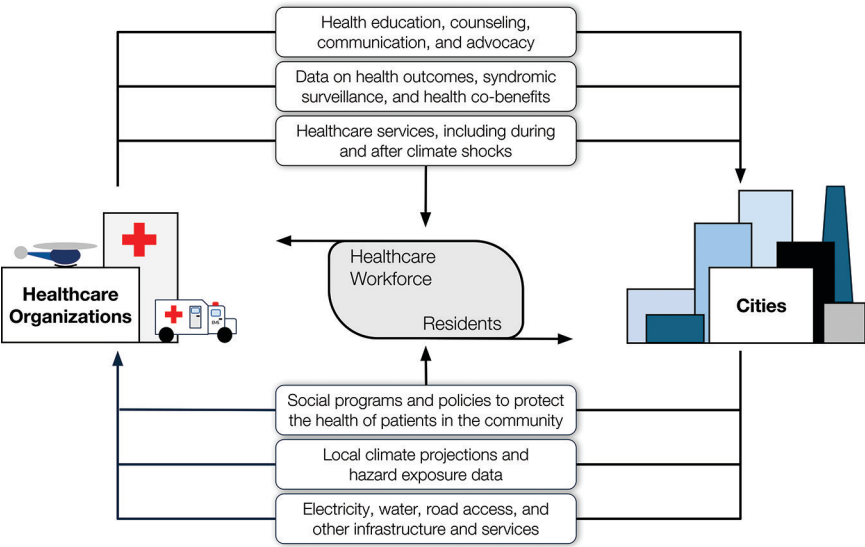 Health education, counseling,
communication, and advocacy
Data on health outcomes, syndromic
surveillance, and health co-benefits
Healthcare services, including during
and after climate shocks
Healthcare
Organizations
EMS
Healthcare
Workforce
Residents
Cities
Social programs and policies to protect
the health of patients in the community
Local climate projections and
hazard exposure data
Electricity, water, road access, and
other infrastructure and services